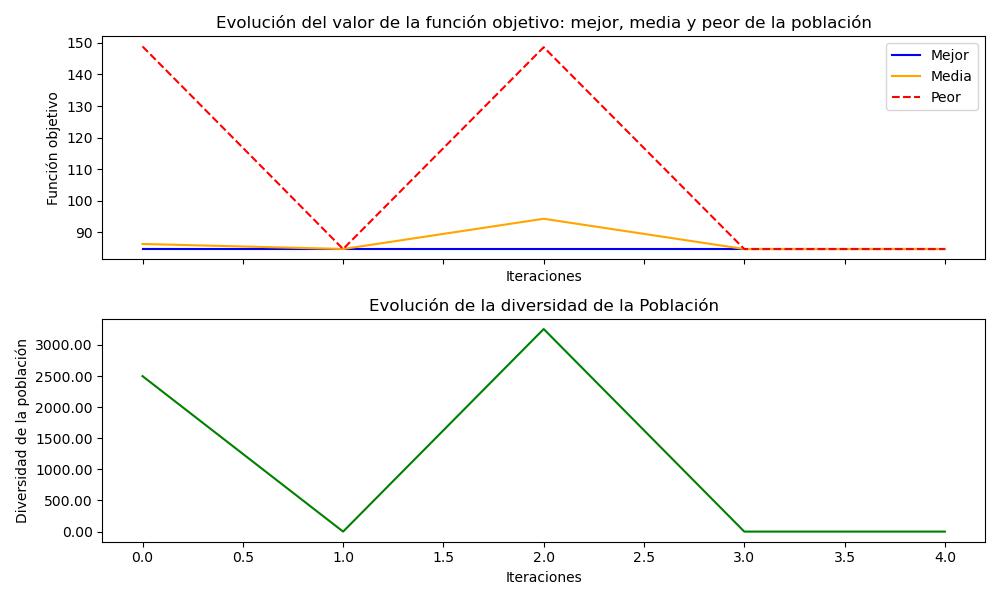 Evolución del valor de la función objetivo: mejor, media y peor de la población
150
140
130
120
110
100
90
Función objetivo
Mejor
Media
Peor
Iteraciones
Evolución de la diversidad de la Población
3000.00
2500.00
2000.00
1500.00
1000.00
500.00
0.00
Diversidad de la población
0.0 0.5 1.0 1.5 2.0 2.5 3.0 3.5 4.0
Iteraciones